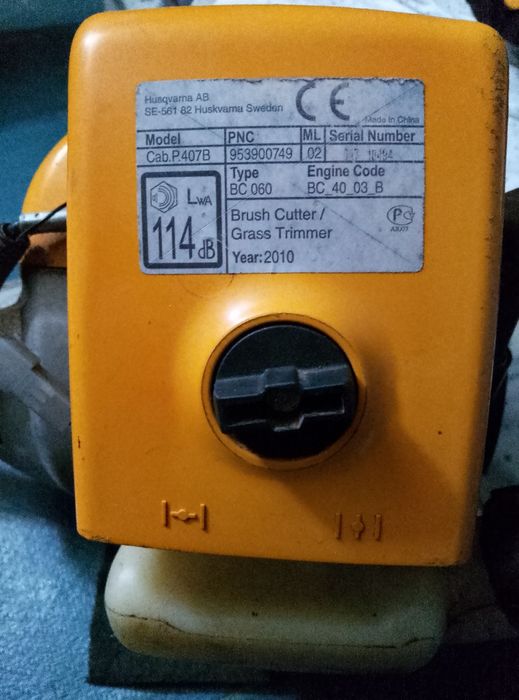 Husqvarna AB
SE-561 82 Huskvarna Sweden
CE
Made in China
Model PNC ML Serial Number
Cab.P.407B 953900749 02
Type Engine Code
BC 060 BC_40_03_B
LWA
114 dB
Brush Cutter /
Grass Trimmer
Year: 2010